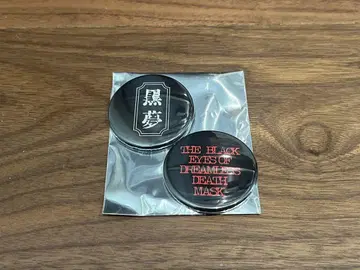 黒夢
THE BLACK
EYES OF
DREAMLESS
DEATH
MASK